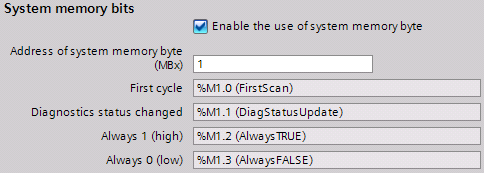 System memory bits
Enable the use of system memory byte
Address of system memory byte
(MBx) 1
First cycle %M1.0 (FirstScan)
Diagnostics status changed %M1.1 (DiagStatusUpdate)
Always 1 (high) %M1.2 (AlwaysTRUE)
Always 0 (low) %M1.3 (AlwaysFALSE)